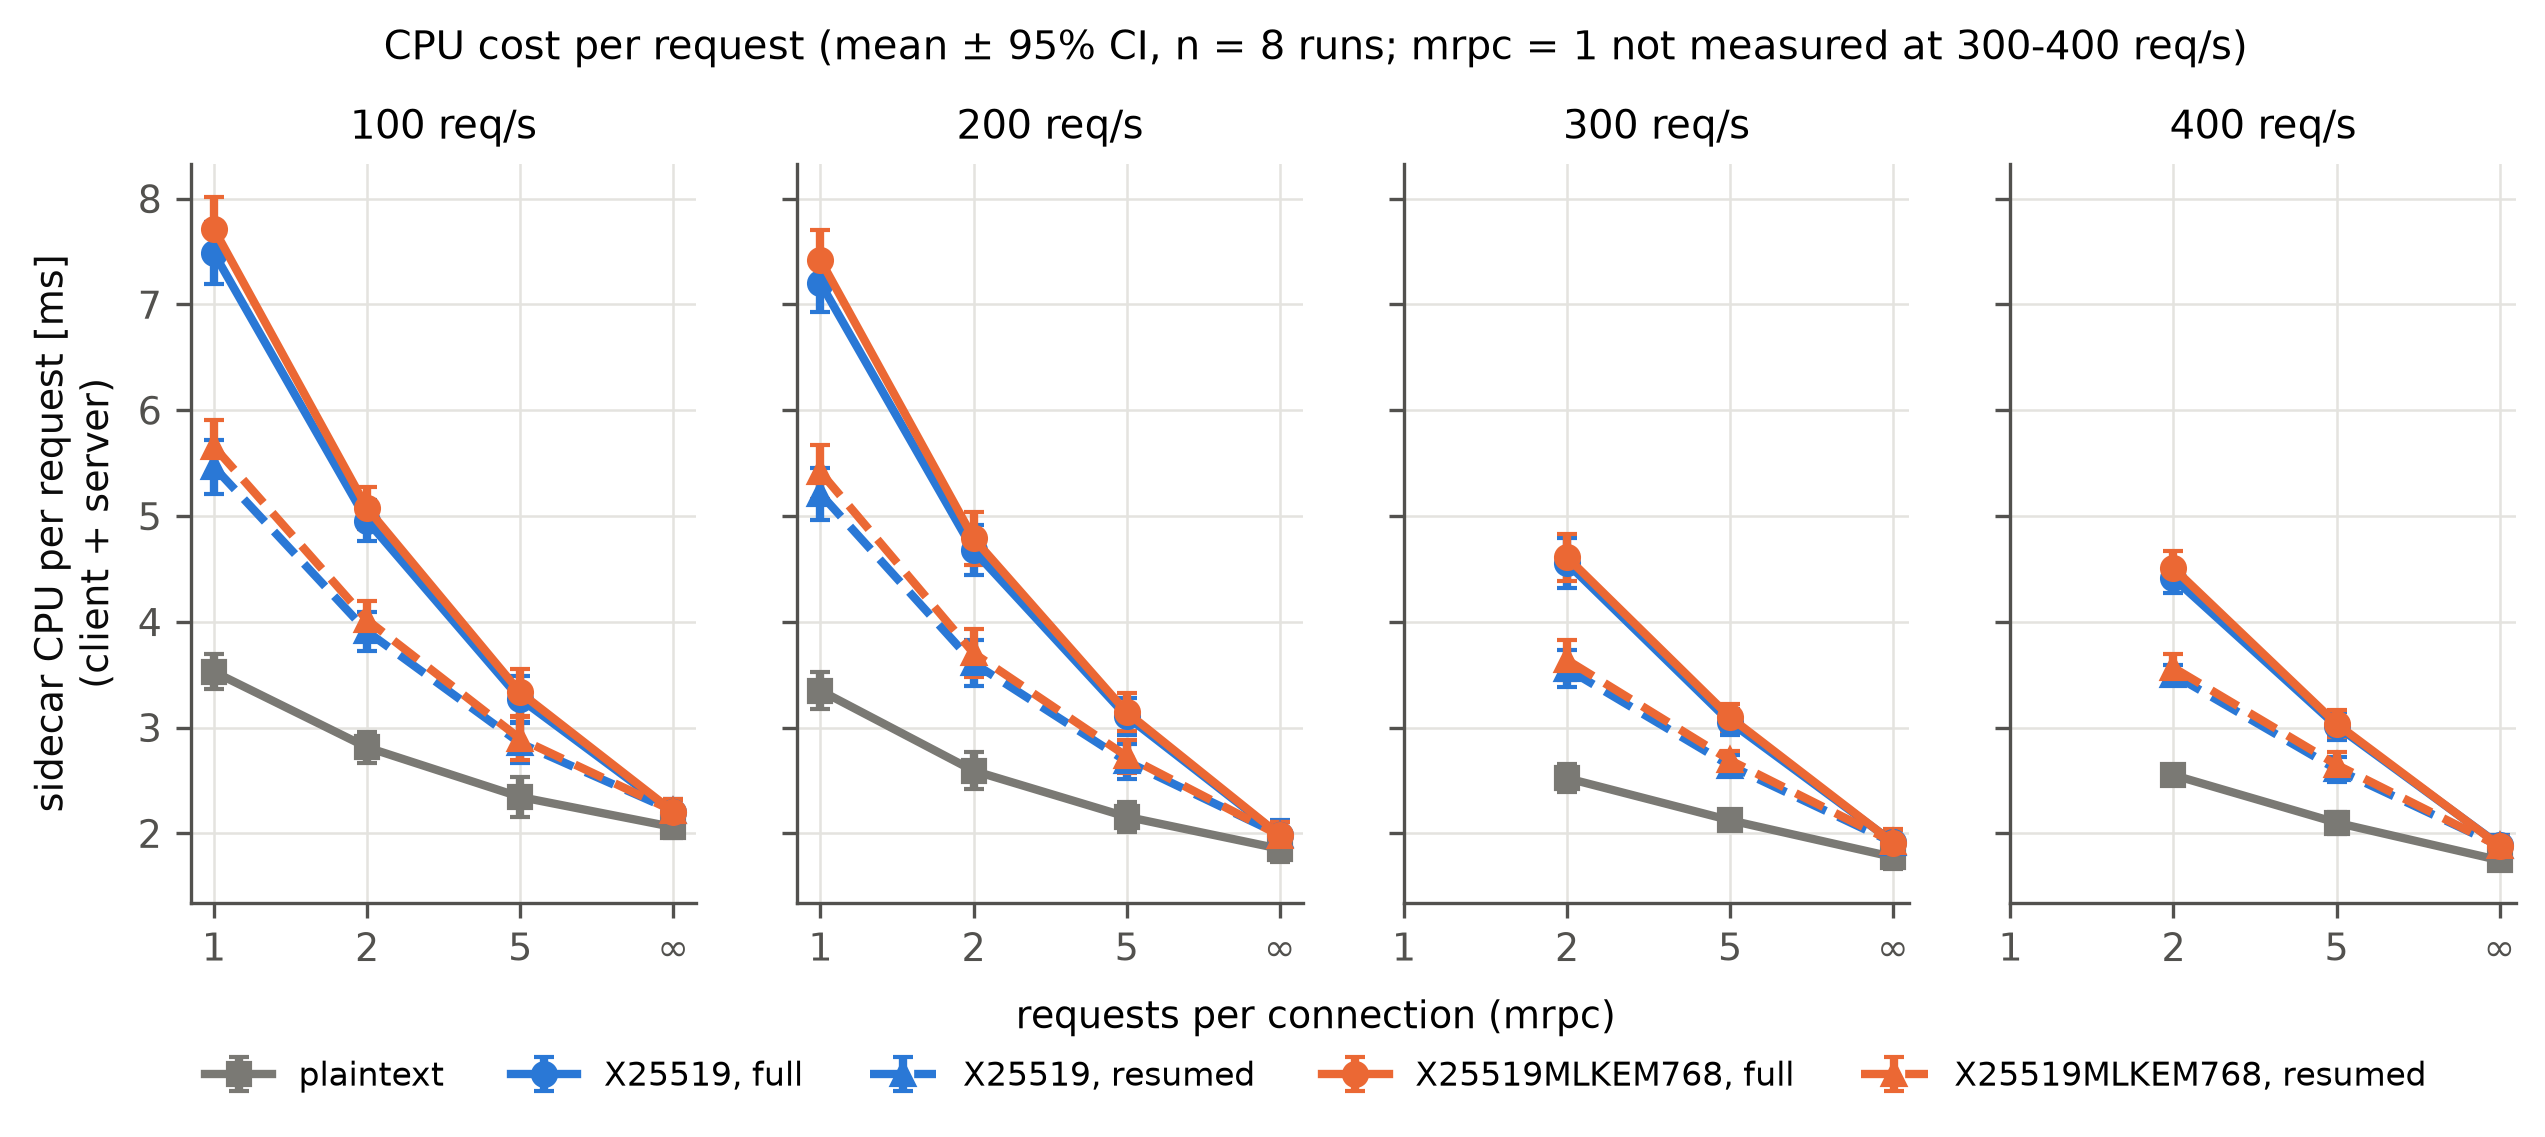 CPU cost per request (mean ± 95% CI, n = 8 runs; mrpc = 1 not measured at 300-400 req/s)
100 req/s
200 req/s
300 req/s
400 req/s
sidecar CPU per request [ms]
(client + server)
8
7
6
5
4
3
2
1 2 5 ∞
1 2 5 ∞
1 2 5 ∞
1 2 5 ∞
requests per connection (mrpc)
plaintext
X25519, full
X25519, resumed
X25519MLKEM768, full
X25519MLKEM768, resumed